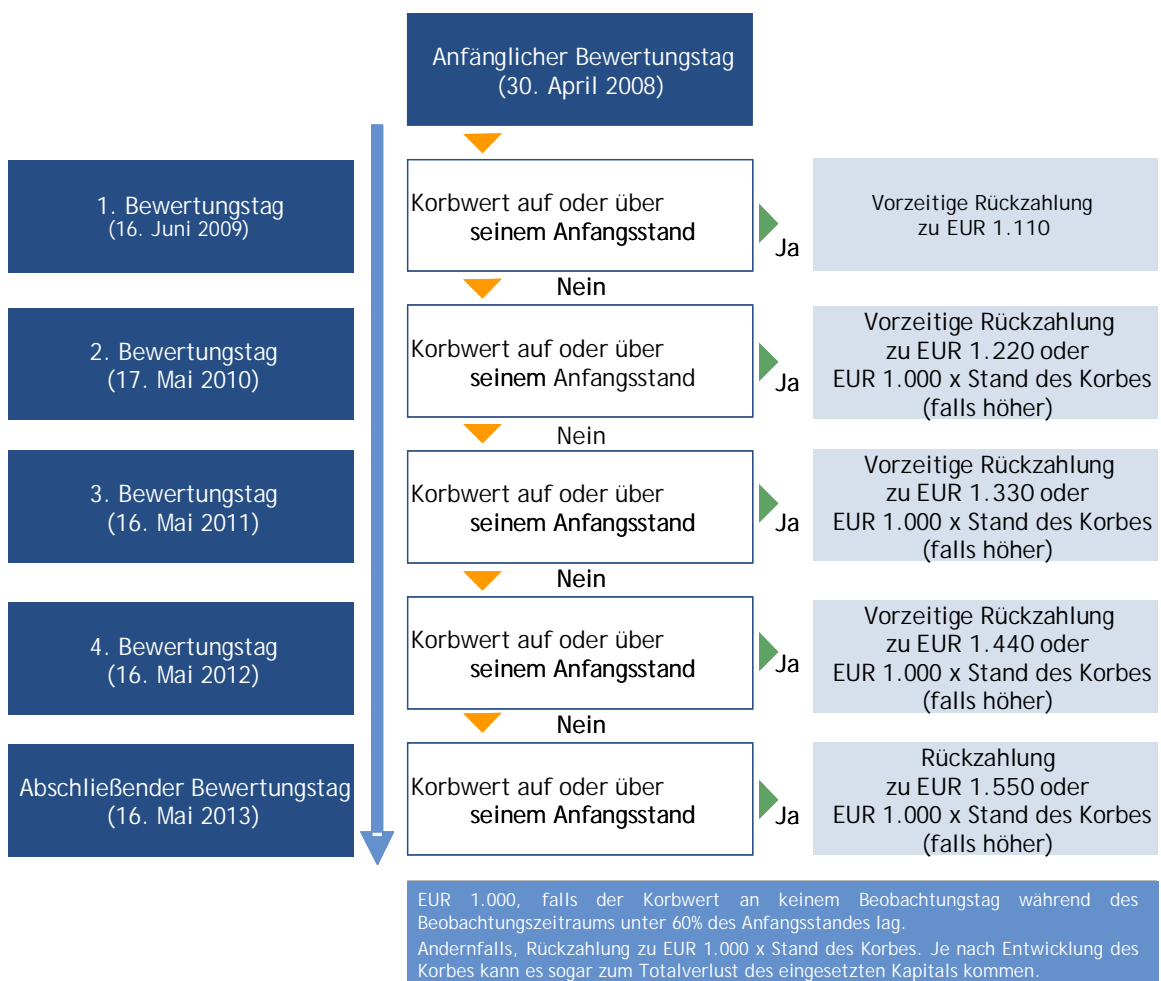 Anfänglicher Bewertungstag
(30. April 2008)
1. Bewertungstag
(16. Juni 2009)
Korbwert auf oder über
seinem Anfangsstand
Ja
Vorzeitige Rückzahlung
zu EUR 1.110
Nein
2. Bewertungstag
(17. Mai 2010)
Korbwert auf oder über
seinem Anfangsstand
Ja
Vorzeitige Rückzahlung
zu EUR 1.220 oder
EUR 1.000 x Stand des Korbes
(falls höher)
Nein
3. Bewertungstag
(16. Mai 2011)
Korbwert auf oder über
seinem Anfangsstand
Ja
Vorzeitige Rückzahlung
zu EUR 1.330 oder
EUR 1.000 x Stand des Korbes
(falls höher)
Nein
4. Bewertungstag
(16. Mai 2012)
Korbwert auf oder über
seinem Anfangsstand
Ja
Vorzeitige Rückzahlung
zu EUR 1.440 oder
EUR 1.000 x Stand des Korbes
(falls höher)
Nein
Abschließender Bewertungstag
(16. Mai 2013)
Korbwert auf oder über
seinem Anfangsstand
Ja
Rückzahlung
zu EUR 1.550 oder
EUR 1.000 x Stand des Korbes
(falls höher)
EUR 1.000, falls der Korbwert an keinem Beobachtungstag während des
Beobachtungszeitraums unter 60% des Anfangsstandes lag.
Andernfalls, Rückzahlung zu EUR 1.000 x Stand des Korbes. Je nach Entwicklung des
Korbes kann es sogar zum Totalverlust des eingesetzten Kapitals kommen.